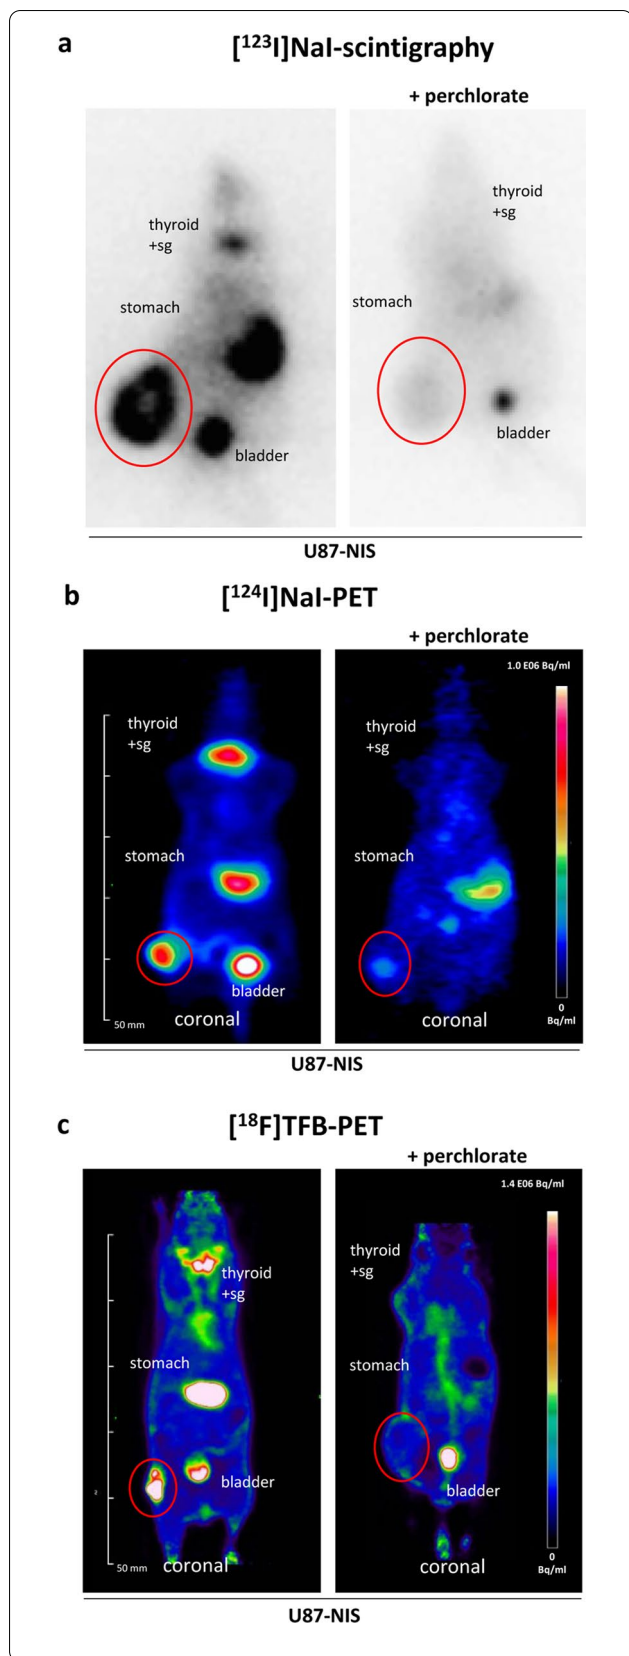 a
[¹²³I]NaI-scintigraphy
+ perchlorate
thyroid
+sg
stomach
bladder
thyroid
+sg
stomach
bladder
U87-NIS
b
[¹²⁴I]NaI-PET
+ perchlorate
thyroid
+sg
stomach
bladder
coronal
50 mm
thyroid
+sg
stomach
coronal
1.0 E06 Bq/ml
0
Bq/ml
U87-NIS
c
[¹⁸F]TFB-PET
+ perchlorate
thyroid
+sg
stomach
bladder
coronal
50 mm
thyroid
+sg
stomach
bladder
coronal
1.4 E06 Bq/ml
0
Bq/ml
U87-NIS